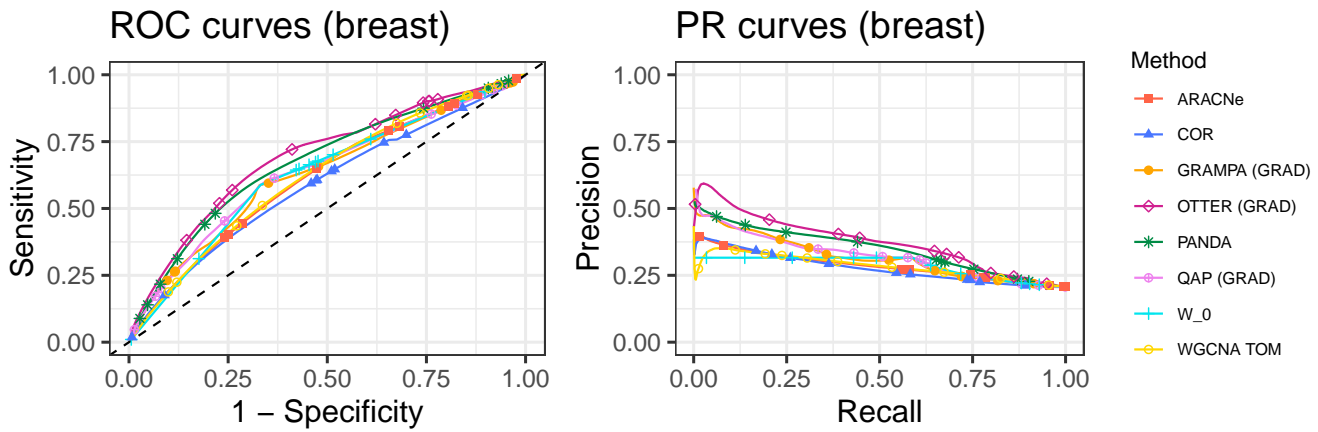 ROC curves (breast)
1.00
0.75
0.50
0.25
0.00
Sensitivity
0.00 0.25 0.50 0.75 1.00
1 − Specificity
PR curves (breast)
1.00
0.75
0.50
0.25
0.00
Precision
0.00 0.25 0.50 0.75 1.00
Recall
Method
ARACNe
COR
GRAMPA (GRAD)
OTTER (GRAD)
PANDA
QAP (GRAD)
W_0
WGCNA TOM